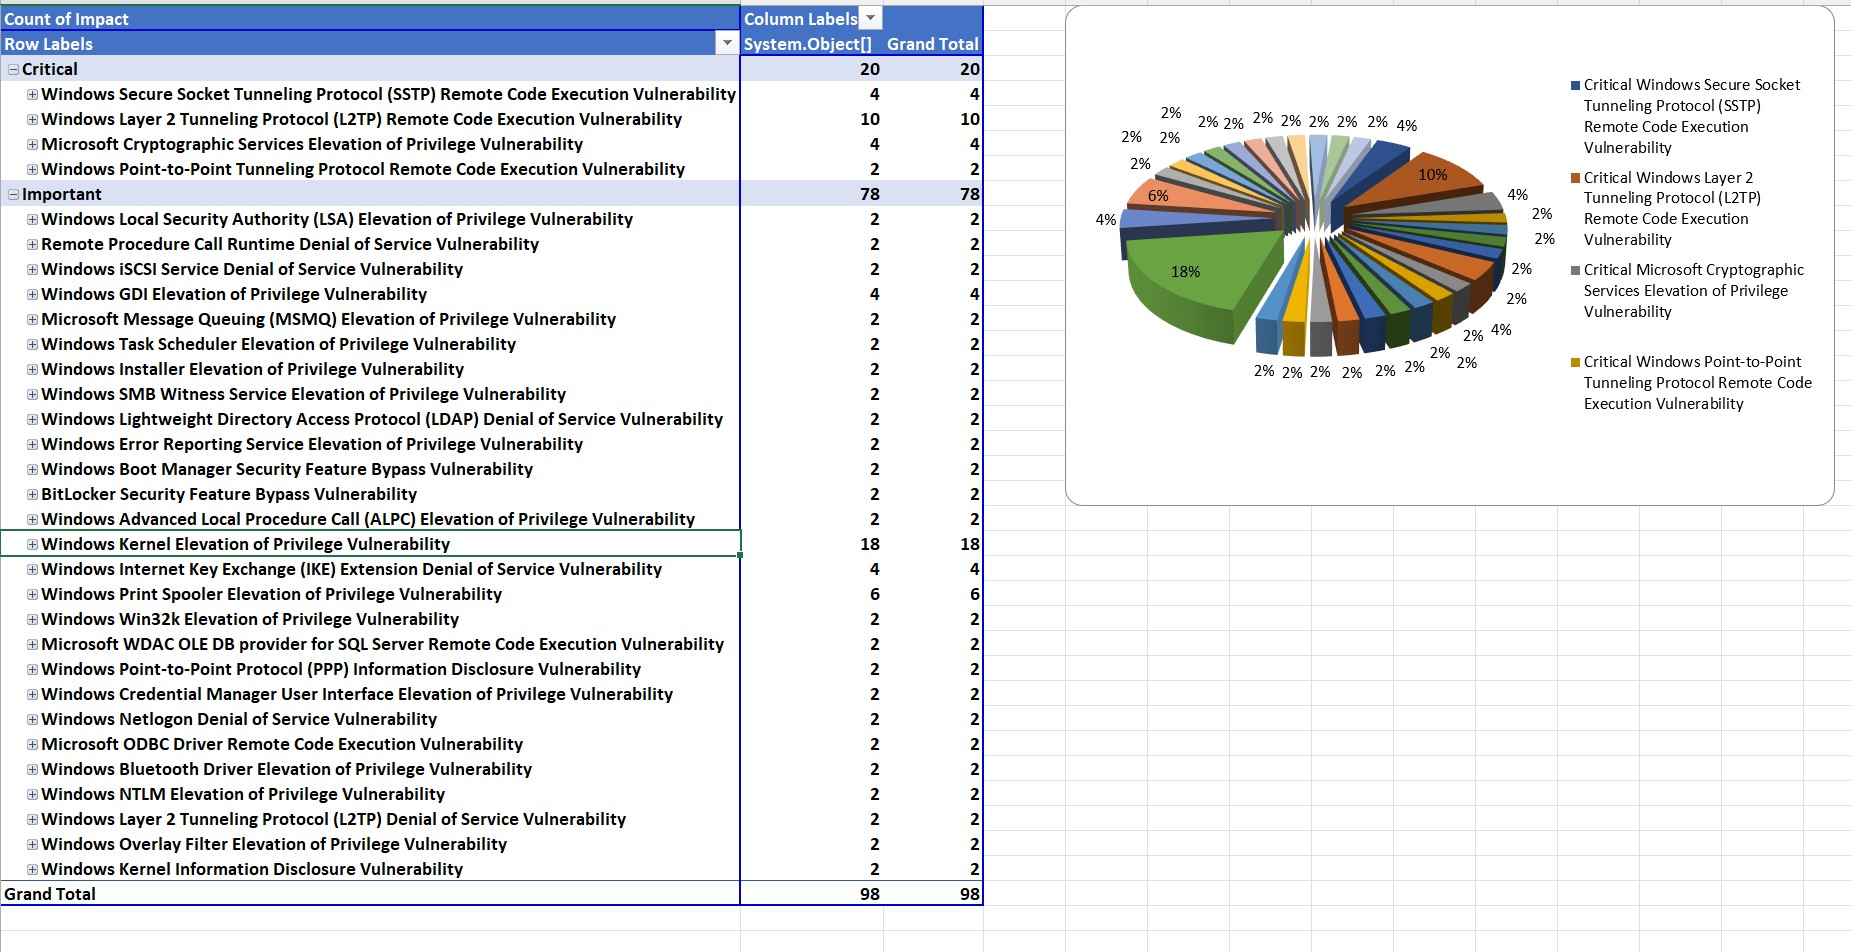 Count of Impact Column Labels
Row Labels System.Object[] Grand Total
Critical 20 20
Windows Secure Socket Tunneling Protocol (SSTP) Remote Code Execution Vulnerability 4 4
Windows Layer 2 Tunneling Protocol (L2TP) Remote Code Execution Vulnerability 10 10
Microsoft Cryptographic Services Elevation of Privilege Vulnerability 4 4
Windows Point-to-Point Tunneling Protocol Remote Code Execution Vulnerability 2 2
Important 78 78
Windows Local Security Authority (LSA) Elevation of Privilege Vulnerability 2 2
Remote Procedure Call Runtime Denial of Service Vulnerability 2 2
Windows iSCSI Service Denial of Service Vulnerability 2 2
Windows GDI Elevation of Privilege Vulnerability 4 4
Microsoft Message Queuing (MSMQ) Elevation of Privilege Vulnerability 2 2
Windows Task Scheduler Elevation of Privilege Vulnerability 2 2
Windows Installer Elevation of Privilege Vulnerability 2 2
Windows SMB Witness Service Elevation of Privilege Vulnerability 2 2
Windows Lightweight Directory Access Protocol (LDAP) Denial of Service Vulnerability 2 2
Windows Error Reporting Service Elevation of Privilege Vulnerability 2 2
Windows Boot Manager Security Feature Bypass Vulnerability 2 2
BitLocker Security Feature Bypass Vulnerability 2 2
Windows Advanced Local Procedure Call (ALPC) Elevation of Privilege Vulnerability 2 2
Windows Kernel Elevation of Privilege Vulnerability 18 18
Windows Internet Key Exchange (IKE) Extension Denial of Service Vulnerability 4 4
Windows Print Spooler Elevation of Privilege Vulnerability 6 6
Windows Win32k Elevation of Privilege Vulnerability 2 2
Microsoft WDAC OLE DB provider for SQL Server Remote Code Execution Vulnerability 2 2
Windows Point-to-Point Protocol (PPP) Information Disclosure Vulnerability 2 2
Windows Credential Manager User Interface Elevation of Privilege Vulnerability 2 2
Windows Netlogon Denial of Service Vulnerability 2 2
Microsoft ODBC Driver Remote Code Execution Vulnerability 2 2
Windows Bluetooth Driver Elevation of Privilege Vulnerability 2 2
Windows NTLM Elevation of Privilege Vulnerability 2 2
Windows Layer 2 Tunneling Protocol (L2TP) Denial of Service Vulnerability 2 2
Windows Overlay Filter Elevation of Privilege Vulnerability 2 2
Windows Kernel Information Disclosure Vulnerability 2 2
Grand Total 98 98
2% 2% 2% 2% 2% 2% 2% 2% 2% 4%
2% 2%
2% 10%
6% 4%
4% 2%
2%
18% 2%
2%
2% 4%
2% 2%
2% 2% 2% 2% 2% 2%
Critical Windows Secure Socket
Tunneling Protocol (SSTP)
Remote Code Execution
Vulnerability
Critical Windows Layer 2
Tunneling Protocol (L2TP)
Remote Code Execution
Vulnerability
Critical Microsoft Cryptographic
Services Elevation of Privilege
Vulnerability
Critical Windows Point-to-Point
Tunneling Protocol Remote Code
Execution Vulnerability